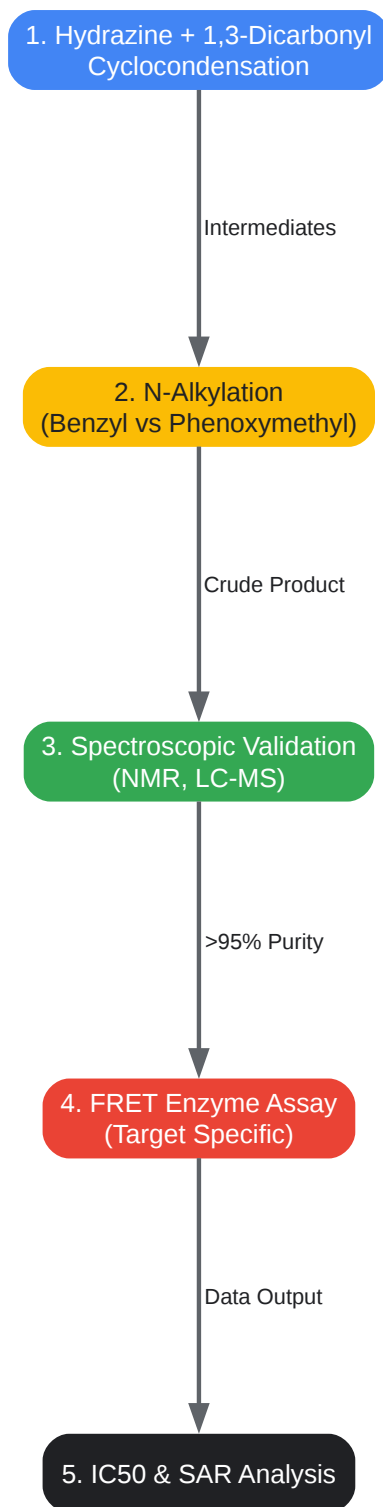 1. Hydrazine + 1,3-Dicarbonyl
Cyclocondensation
Intermediates
2. N-Alkylation
(Benzyl vs Phenoxymethyl)
Crude Product
3. Spectroscopic Validation
(NMR, LC-MS)
>95% Purity
4. FRET Enzyme Assay
(Target Specific)
Data Output
5. IC50 & SAR Analysis